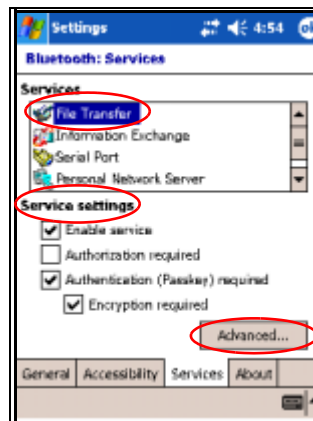 Settings 4:54 ok
Bluetooth: Services
Services
File Transfer
Information Exchange
Serial Port
Personal Network Server
Service settings
Enable service
Authorization required
Authentication (Passkey) required
Encryption required
Advanced...
General Accessibility Services About